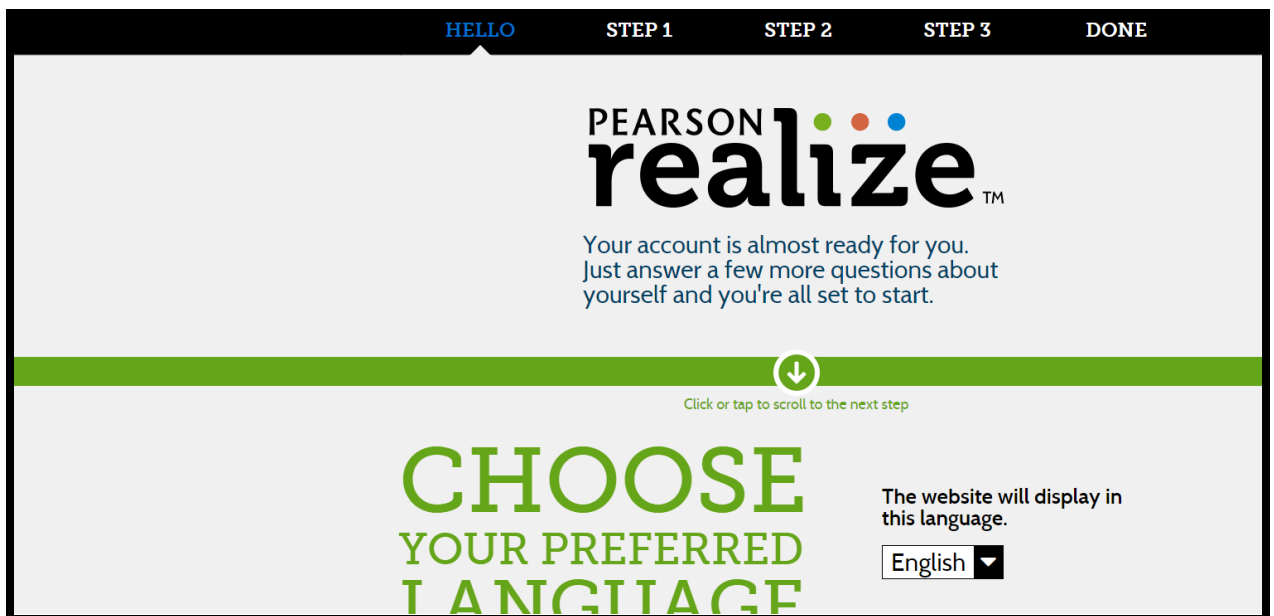 HELLO STEP 1 STEP 2 STEP 3 DONE
PEARSON
realize TM
Your account is almost ready for you.
Just answer a few more questions about
yourself and you're all set to start.
Click or tap to scroll to the next step
CHOOSE
YOUR PREFERRED
LANGUAGE
The website will display in
this language.
English